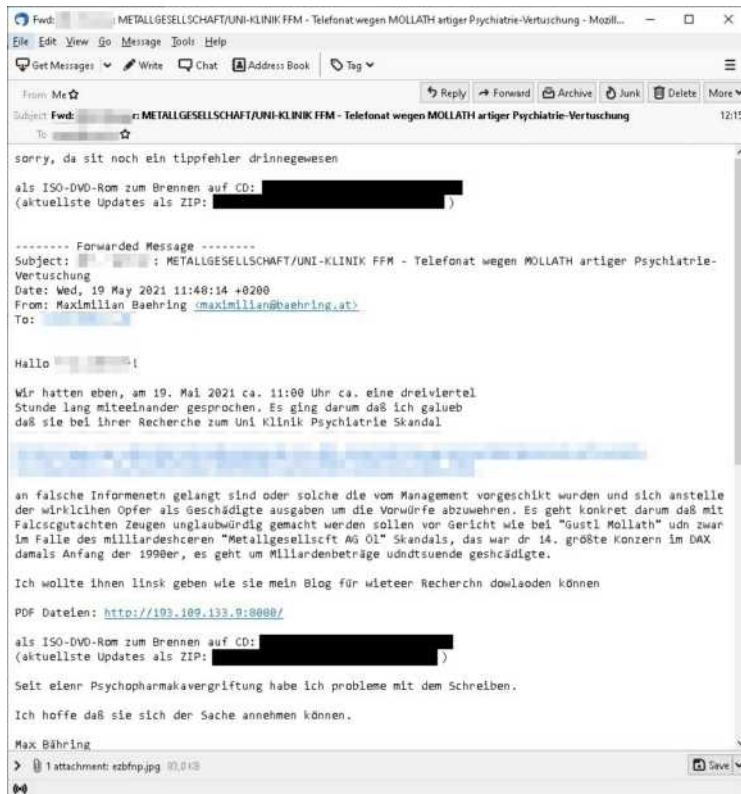 Fwd: METALLGESELLSCHAFT/UNI-KLINIK FFM - Telefonat wegen MOLLATH artiger Psychiatrie-Vertuschung - Mozill...
File Edit View Go Message Tools Help
Get Messages Write Chat Address Book Tag
From Me Reply Forward Archive Junk Delete More
Subject Fwd: r: METALLGESELLSCHAFT/UNI-KLINIK FFM - Telefonat wegen MOLLATH artiger Psychiatrie-Vertuschung 12:15
To
sorry, da sit noch ein tippfehler drinnegewesen
als ISO-DVD-Rom zum Brennen auf CD:
(aktuellste Updates als ZIP: )
-------- Forwarded Message --------
Subject: : METALLGESELLSCHAFT/UNI-KLINIK FFM - Telefonat wegen MOLLATH artiger Psychiatrie-
Vertuschung
Date: Wed, 19 May 2021 11:48:14 +0200
From: Maximilian Baehring <maximilian@baehring.at>
To:
Hallo !
Wir hatten eben, am 19. Mai 2021 ca. 11:00 Uhr ca. eine dreiviertel
Stunde lang miteinander gesprochen. Es ging darum daß ich galueb
daß sie bei ihrer Recherche zum Uni Klinik Psychiatrie Skandal
an falsche Informenetn gelangt sind oder solche die vom Management vorgeschikt wurden und sich anstelle
der wirklcihen Opfer als Geschädigte ausgaben um die Vorwürfe abzuwehren. Es geht konkret darum daß mit
Falcscgutachten Zeugen unglaubwürdig gemacht werden sollen vor Gericht wie bei "Gustl Mollath" udn zwar
im Falle des milliardeshceren "Metallgesellscft AG Öl" Skandals, das war dr 14. größte Konzern im DAX
damals Anfang der 1990er, es geht um Miliardenbeträge udndtsuende geshcädigte.
Ich wollte ihnen linsk geben wie sie mein Blog für wieteer Recherchn dowlaoden können
PDF Dateien: http://193.109.133.9:8080/
als ISO-DVD-Rom zum Brennen auf CD:
(aktuellste Updates als ZIP: )
Seit eienr Psychopharmakavergriftung habe ich probleme mit dem Schreiben.
Ich hoffe daß sie sich der Sache annehmen können.
Max Bähring
1 attachment: ezbfnp.jpg 93,0 KB Save